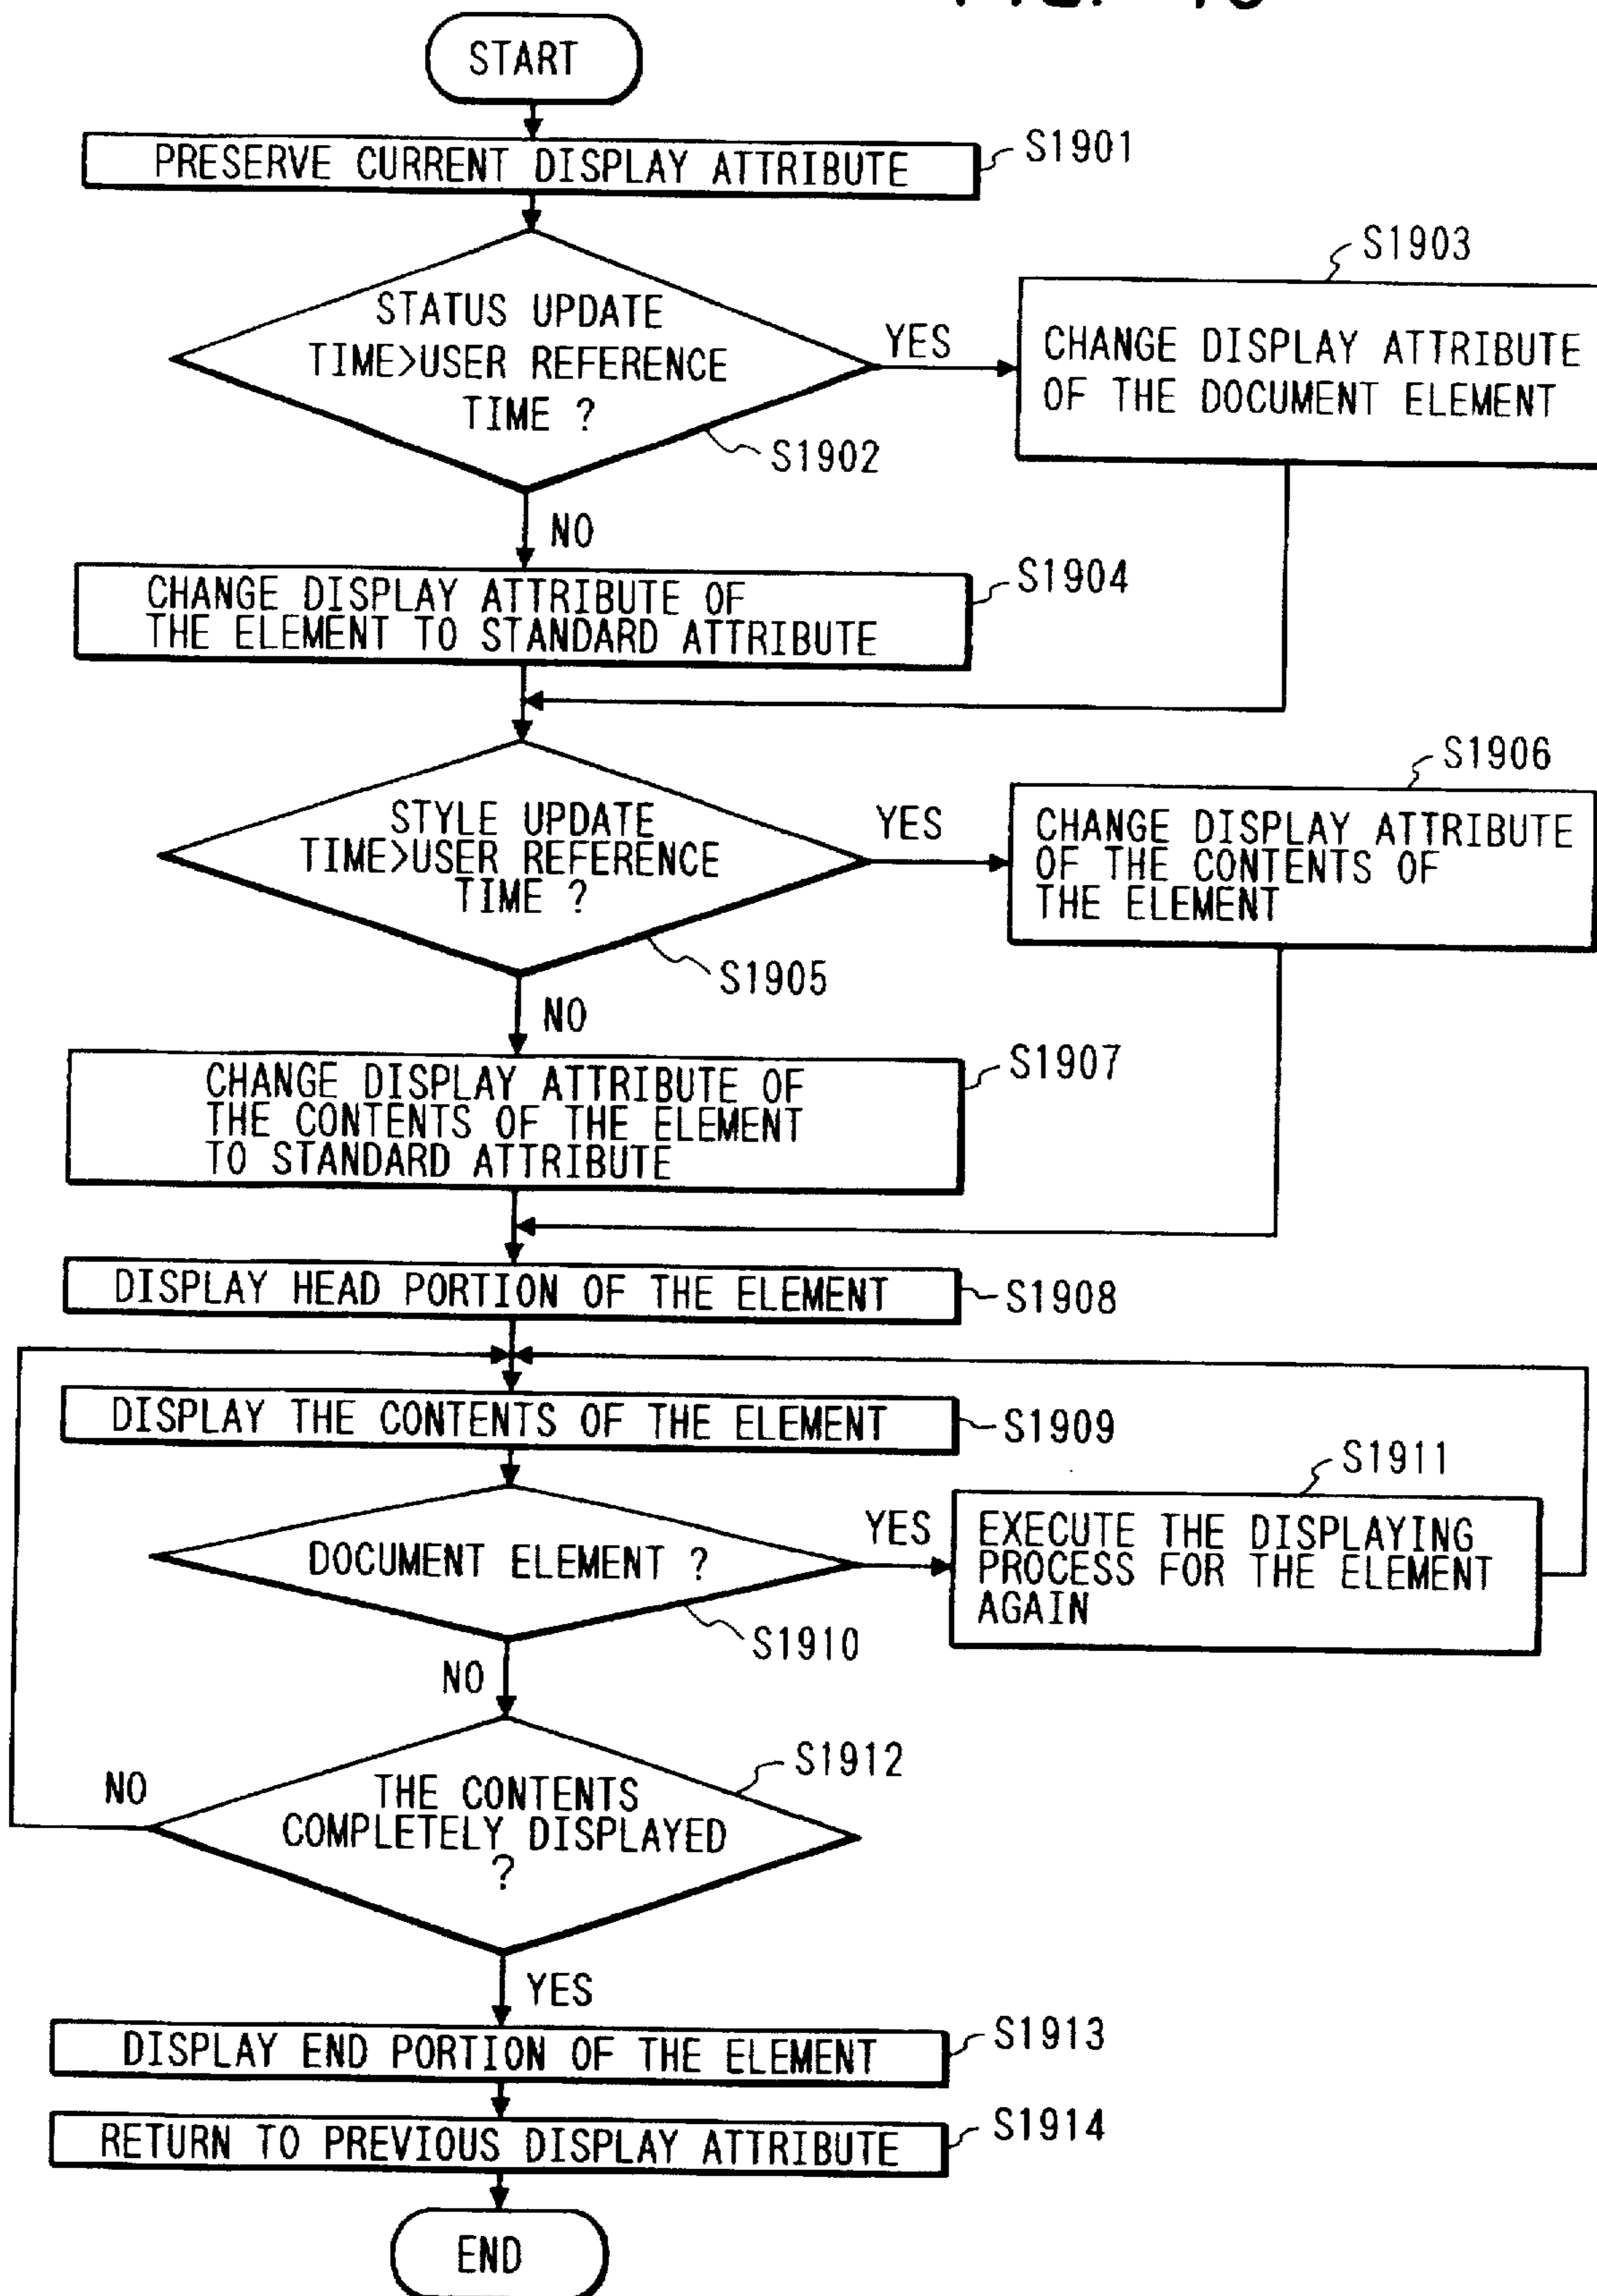 START
PRESERVE CURRENT DISPLAY ATTRIBUTE
S1901
S1903
STATUS UPDATE
TIME>USER REFERENCE
TIME ?
YES
CHANGE DISPLAY ATTRIBUTE
OF THE DOCUMENT ELEMENT
S1902
NO
S1904
CHANGE DISPLAY ATTRIBUTE OF
THE ELEMENT TO STANDARD ATTRIBUTE
S1906
STYLE UPDATE
TIME>USER REFERENCE
TIME ?
YES
CHANGE DISPLAY ATTRIBUTE
OF THE CONTENTS OF
THE ELEMENT
S1905
NO
S1907
CHANGE DISPLAY ATTRIBUTE OF
THE CONTENTS OF THE ELEMENT
TO STANDARD ATTRIBUTE
DISPLAY HEAD PORTION OF THE ELEMENT
S1908
DISPLAY THE CONTENTS OF THE ELEMENT
S1909
S1911
DOCUMENT ELEMENT ?
YES
EXECUTE THE DISPLAYING
PROCESS FOR THE ELEMENT
AGAIN
S1910
NO
S1912
NO
THE CONTENTS
COMPLETELY DISPLAYED
?
YES
DISPLAY END PORTION OF THE ELEMENT
S1913
RETURN TO PREVIOUS DISPLAY ATTRIBUTE
S1914
END